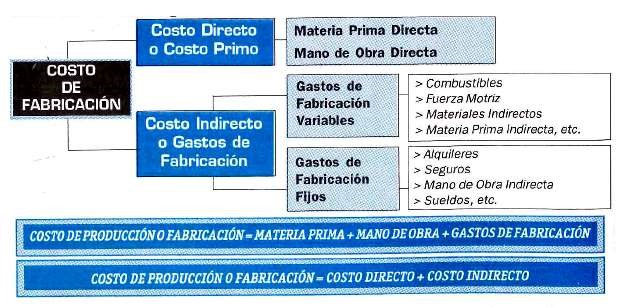 COSTO
DE
FABRICACIÓN
Costo Directo
o Costo Primo
Materia Prima Directa
Mano de Obra Directa
Costo Indirecto
o Gastos de
Fabricación
Gastos de
Fabricación
Variables
> Combustibles
> Fuerza Motriz
> Materiales Indirectos
> Materia Prima Indirecta, etc.
Gastos de
Fabricación
Fijos
> Alquileres
> Seguros
> Mano de Obra Indirecta
> Sueldos, etc.
COSTO DE PRODUCCIÓN O FABRICACIÓN = MATERIA PRIMA + MANO DE OBRA + GASTOS DE FABRICACIÓN
COSTO DE PRODUCCIÓN O FABRICACIÓN = COSTO DIRECTO + COSTO INDIRECTO